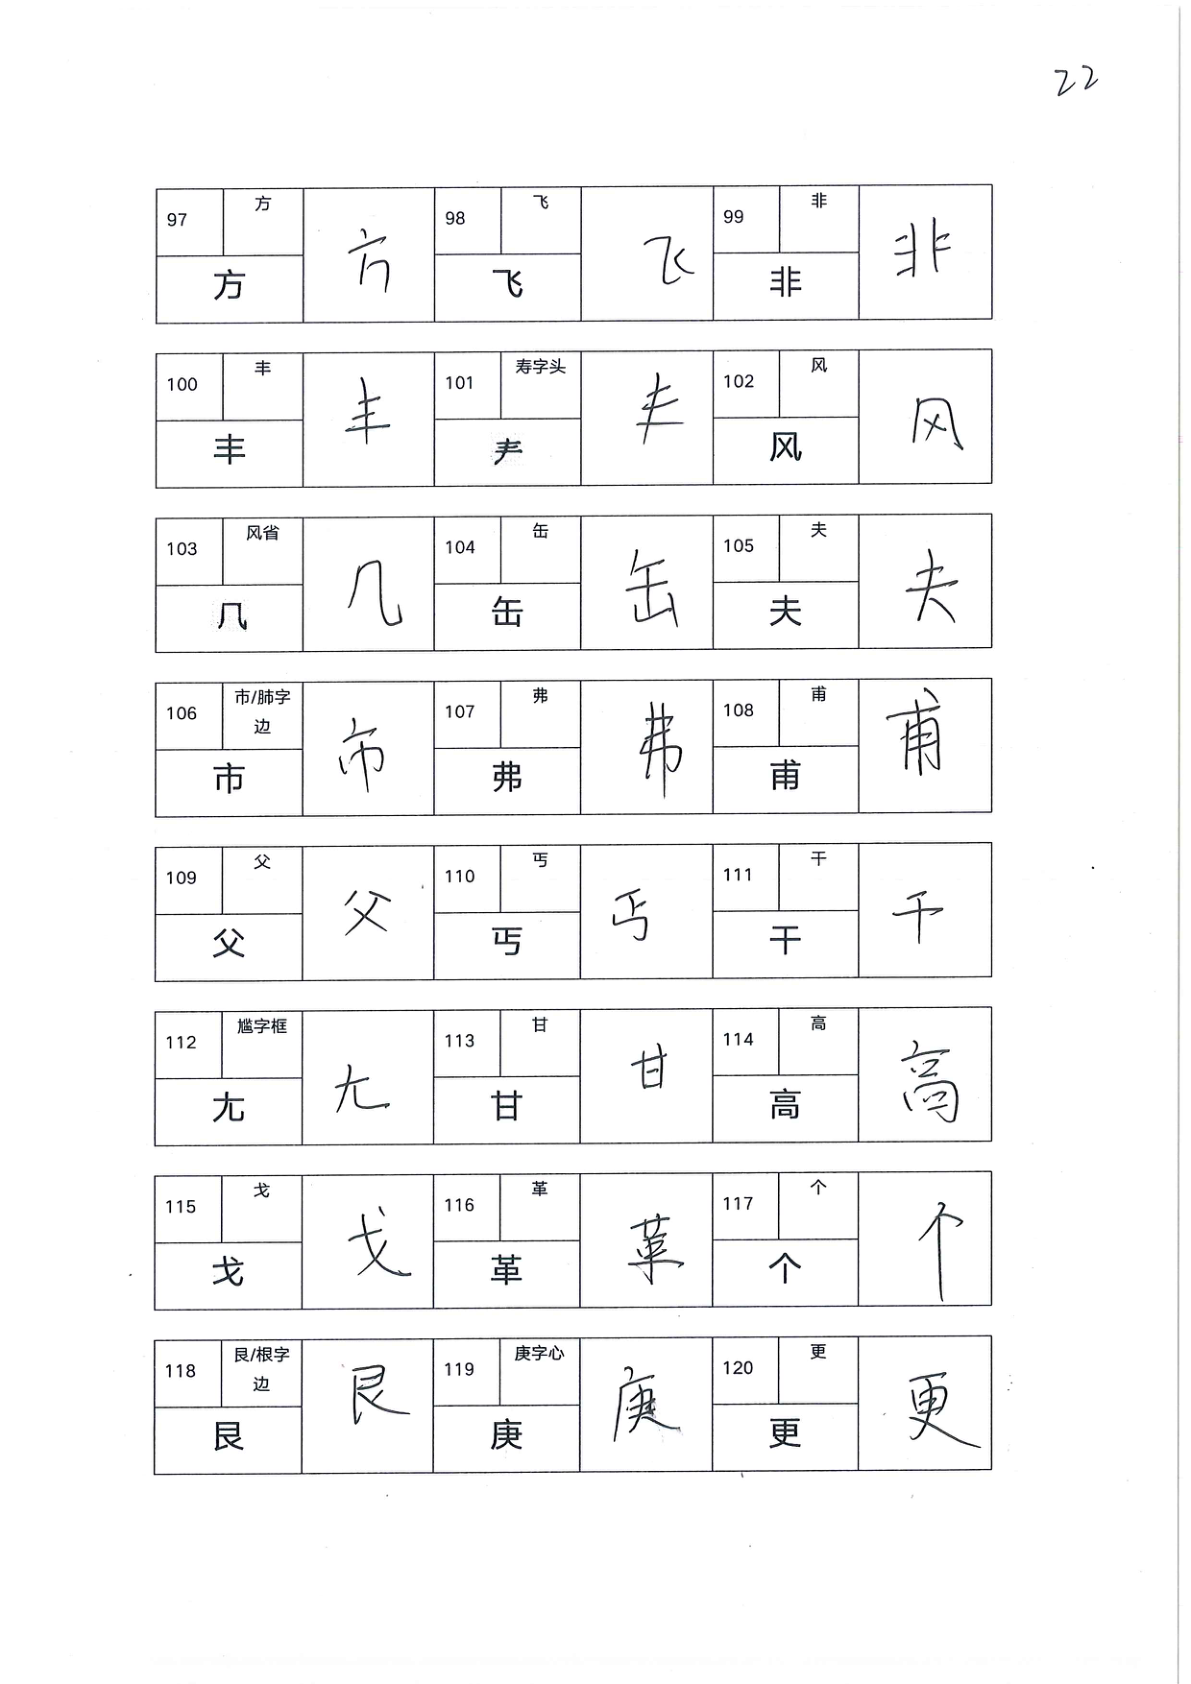 22
97 方 方 98 飞 飞 99 非 非
方 飞 非
100 丰 丰 101 寿字头 𡗗 102 风 风
丰 龵 风
103 风省 几 104 缶 缶 105 夫 夫
几 缶 夫
106 市/肺字边 市 107 弗 弗 108 甫 甫
市 弗 甫
109 父 父 110 丐 丐 111 干 干
父 丐 干
112 尴字框 尢 113 甘 甘 114 高 高
尢 甘 高
115 戈 戈 116 革 革 117 个 个
戈 革 个
118 艮/根字边 艮 119 庚字心 庚 120 更 更
艮 庚 更